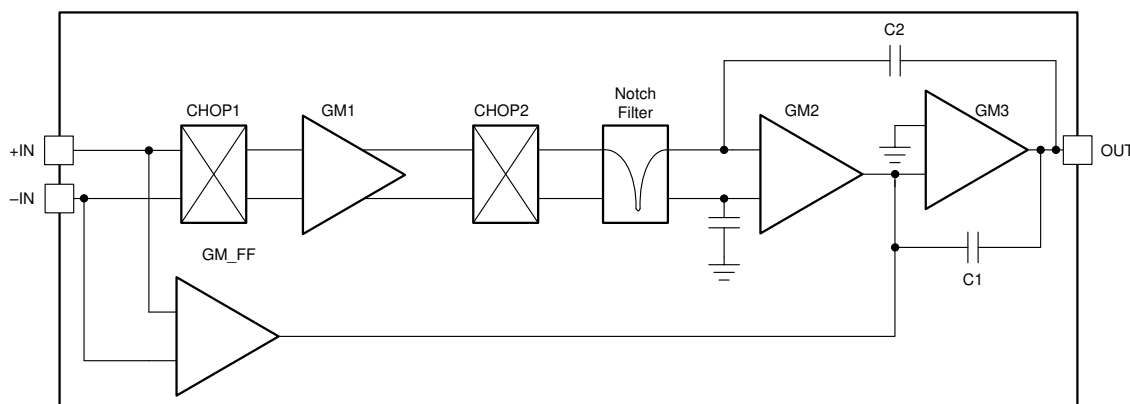 C2
CHOP1
GM1
CHOP2
Notch
Filter
GM2
GM3
+IN
–IN
OUT
GM_FF
C1